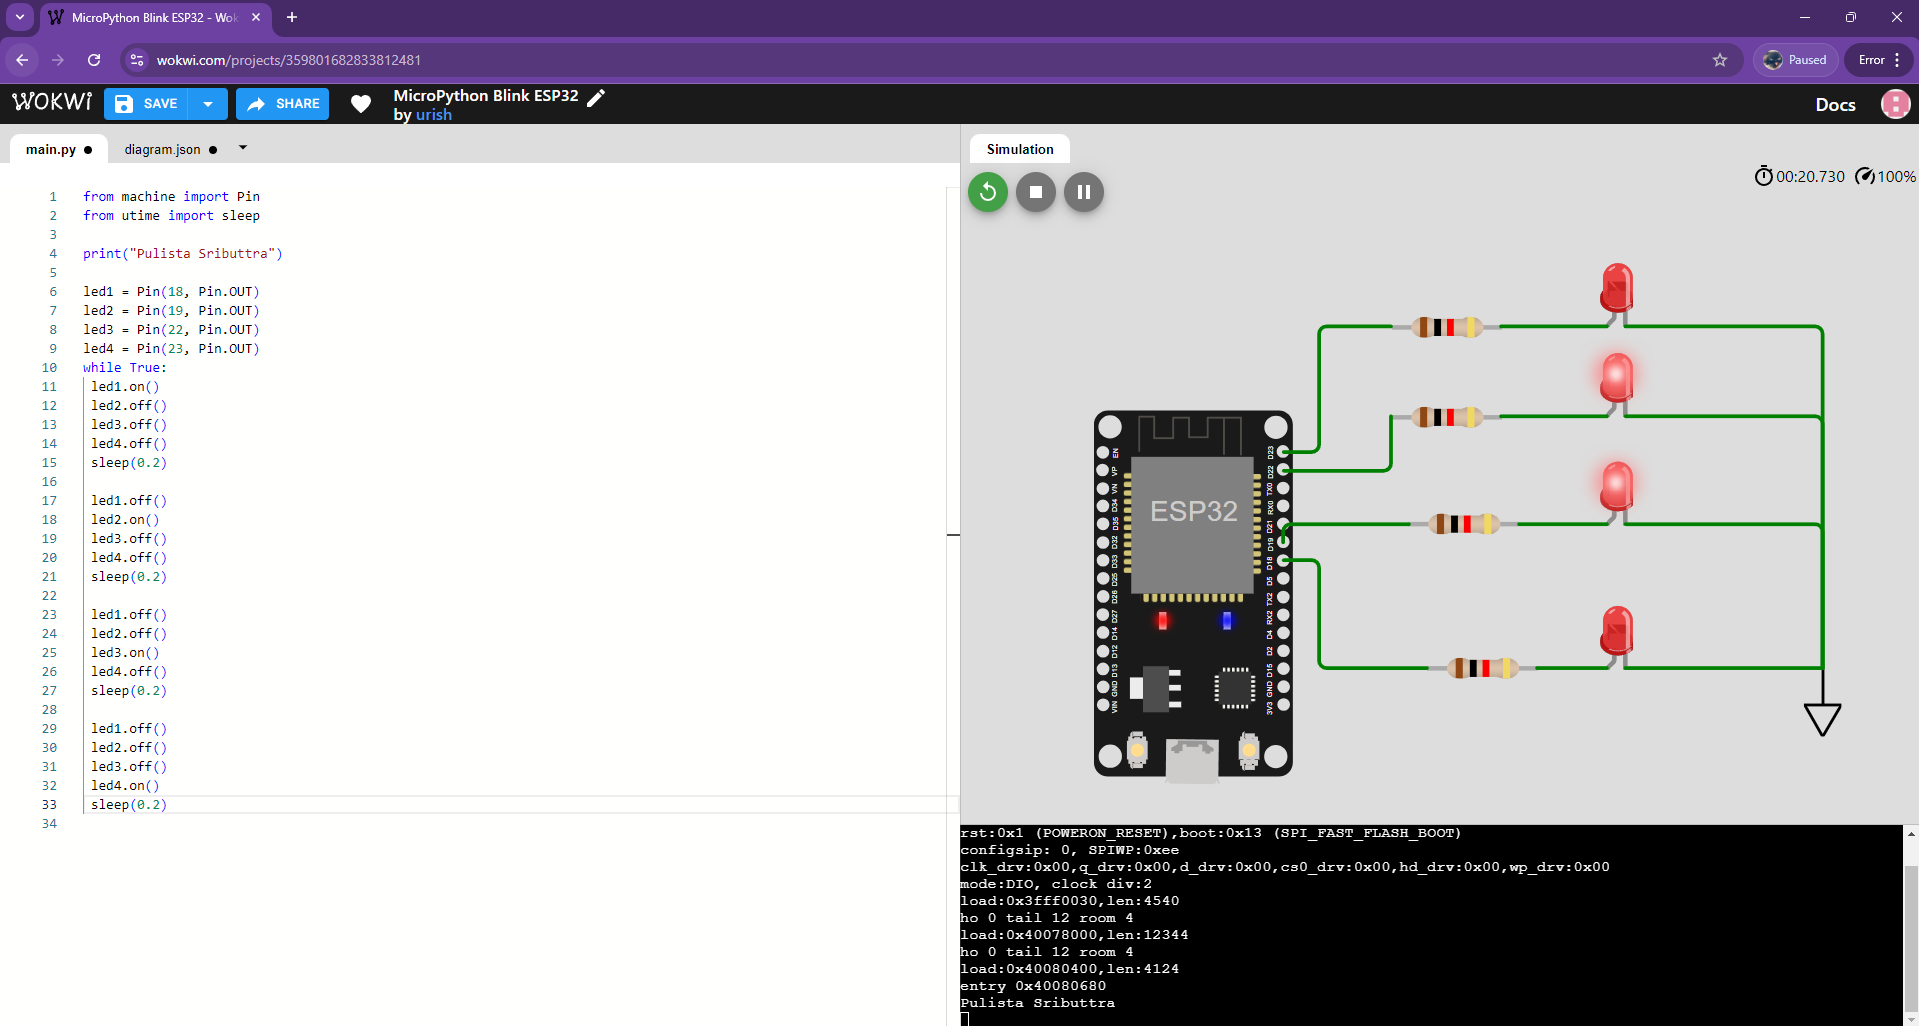 MicroPython Blink ESP32 - Wok
wokwi.com/projects/359801682833812481
Paused
Error
WOKWI
SAVE
SHARE
MicroPython Blink ESP32
by urish
Docs
main.py
diagram.json
1 from machine import Pin
2 from utime import sleep
3
4 print("Pulista Sributtra")
5
6 led1 = Pin(18, Pin.OUT)
7 led2 = Pin(19, Pin.OUT)
8 led3 = Pin(22, Pin.OUT)
9 led4 = Pin(23, Pin.OUT)
10 while True:
11 led1.on()
12 led2.off()
13 led3.off()
14 led4.off()
15 sleep(0.2)
16
17 led1.off()
18 led2.on()
19 led3.off()
20 led4.off()
21 sleep(0.2)
22
23 led1.off()
24 led2.off()
25 led3.on()
26 led4.off()
27 sleep(0.2)
28
29 led1.off()
30 led2.off()
31 led3.off()
32 led4.on()
33 sleep(0.2)
34
Simulation
00:20.730
100%
ESP32
EN
VP
VN
D34
D35
D32
D33
D25
D26
D27
D14
D12
D13
GND
VIN
D23
D22
TX0
RX0
D21
D19
D18
D5
TX2
RX2
D4
D2
D15
GND
3V3
rst:0x1 (POWERON_RESET),boot:0x13 (SPI_FAST_FLASH_BOOT)
configsip: 0, SPIWP:0xee
clk_drv:0x00,q_drv:0x00,d_drv:0x00,cs0_drv:0x00,hd_drv:0x00,wp_drv:0x00
mode:DIO, clock div:2
load:0x3fff0030,len:4540
ho 0 tail 12 room 4
load:0x40078000,len:12344
ho 0 tail 12 room 4
load:0x40080400,len:4124
entry 0x40080680
Pulista Sributtra